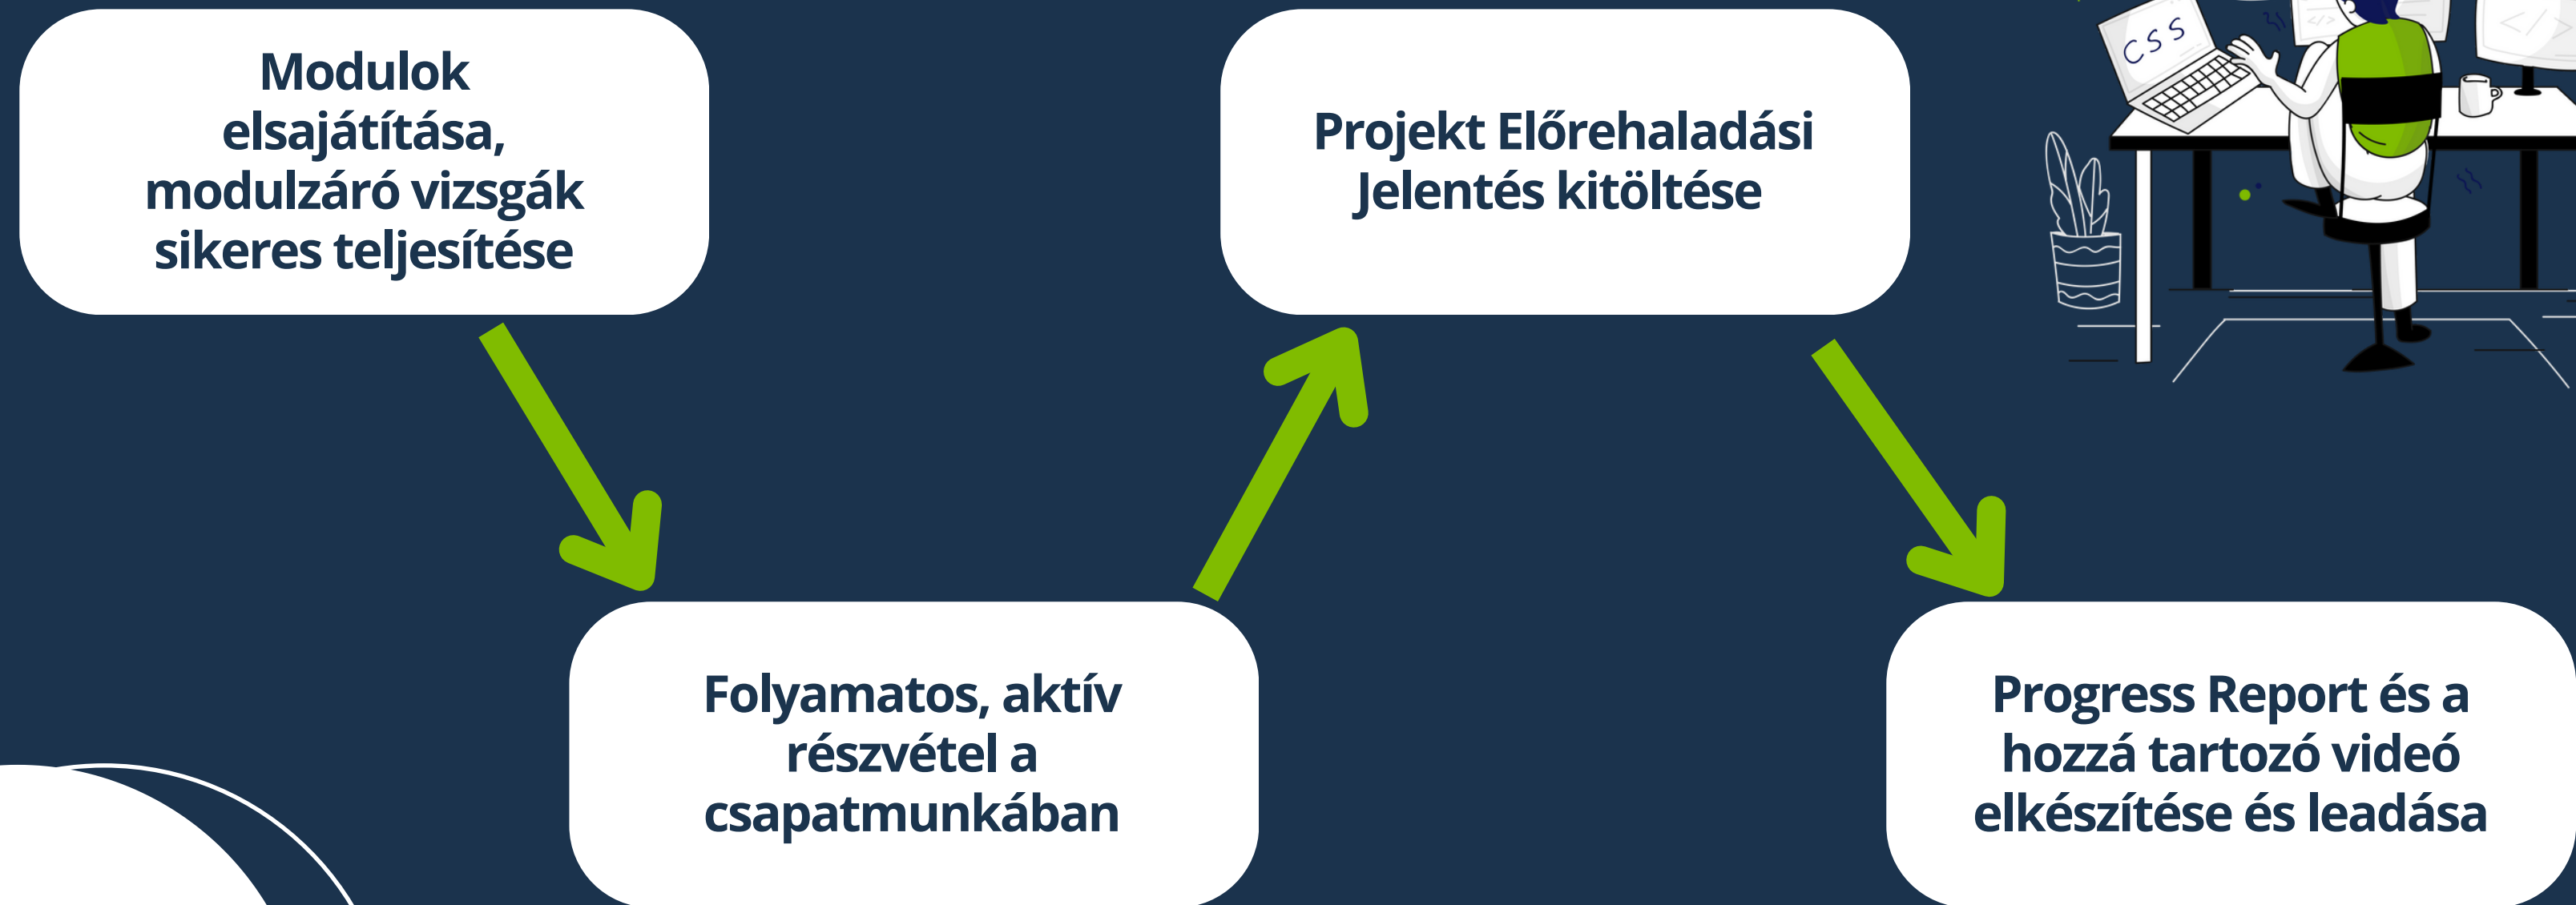 Modulok
elsajátítása,
modulzáró vizsgák
sikeres teljesítése
Folyamatos, aktív
részvétel a
csapatmunkában
Projekt Előrehaladási
Jelentés kitöltése
Progress Report és a
hozzá tartozó videó
elkészítése és leadása
CSS
</>
</>